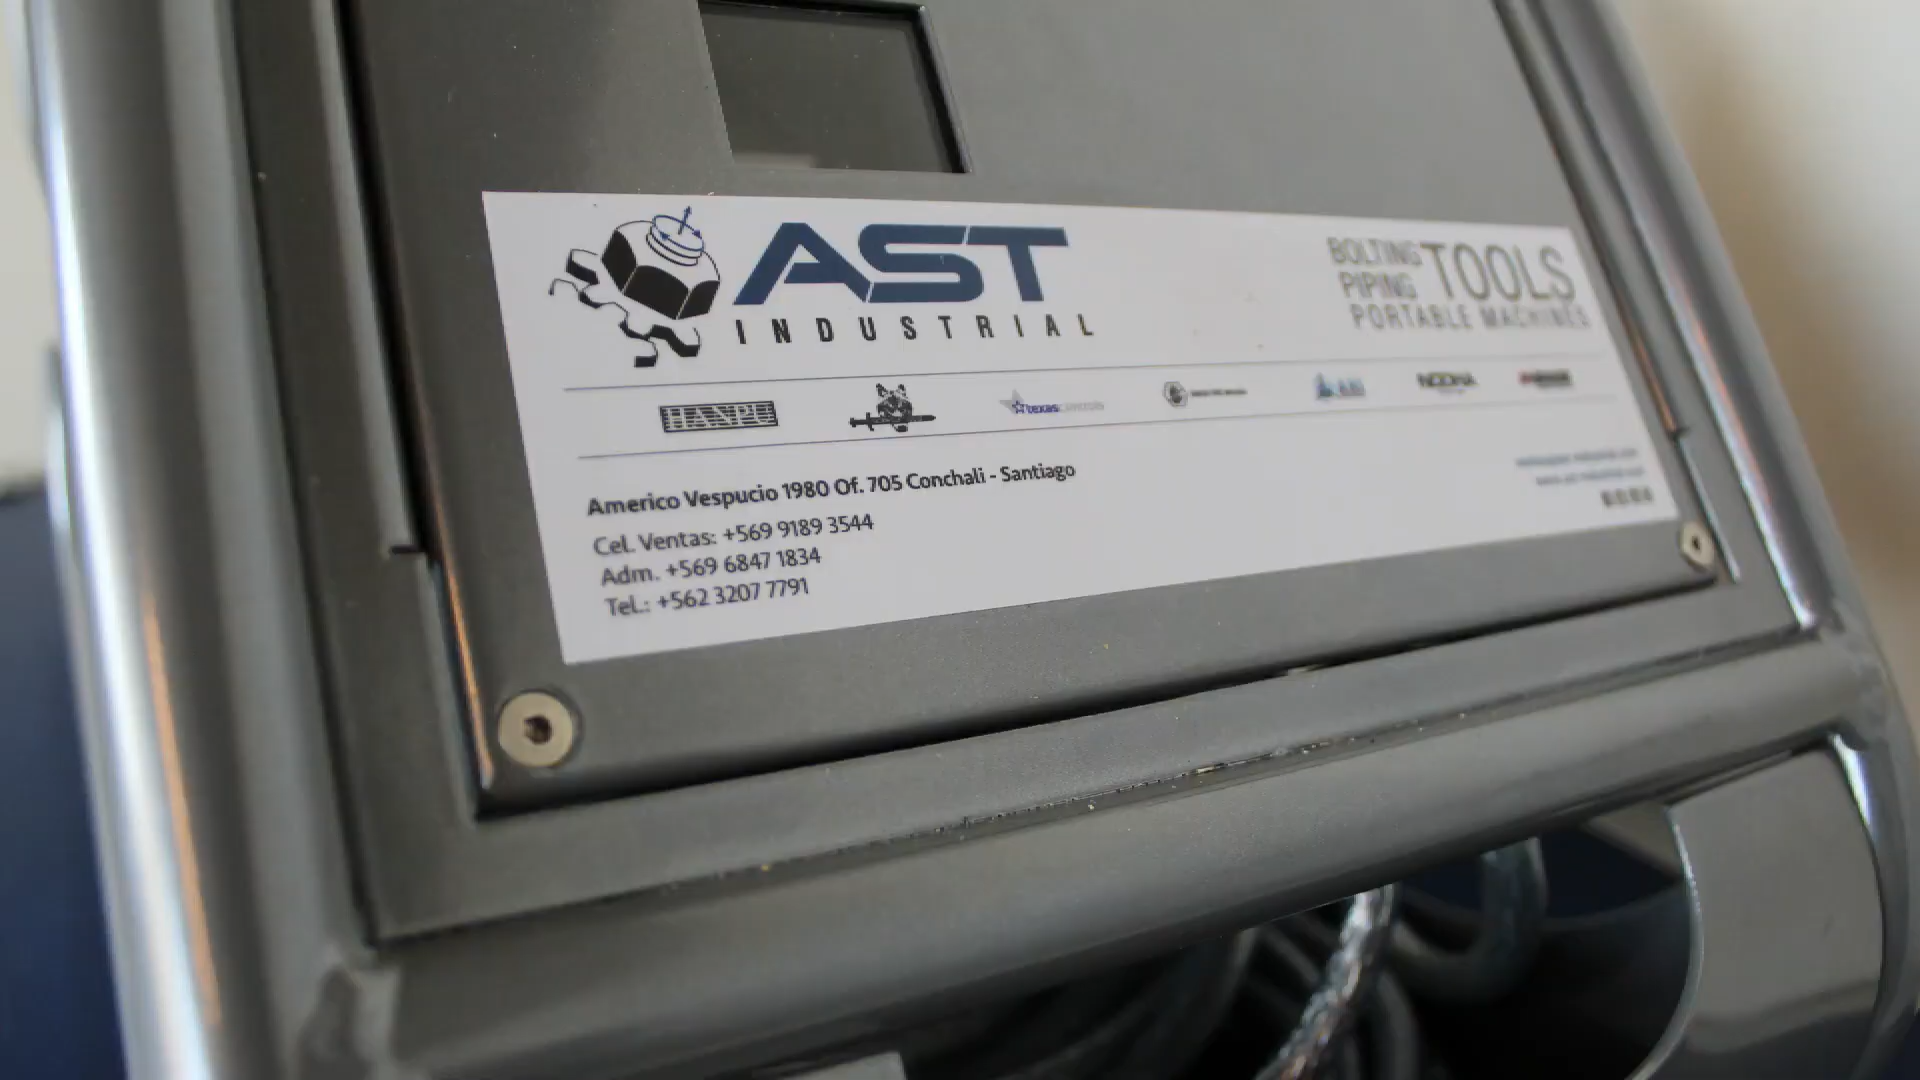 AST
INDUSTRIAL
BOLTING
PIPING
TOOLS
PORTABLE MACHINES
HANPU
texascontrols
Americo Vespucio 1980 Of. 705 Conchali - Santiago
Cel. Ventas: +569 9189 3544
Adm. +569 6847 1834
Tel.: +562 3207 7791